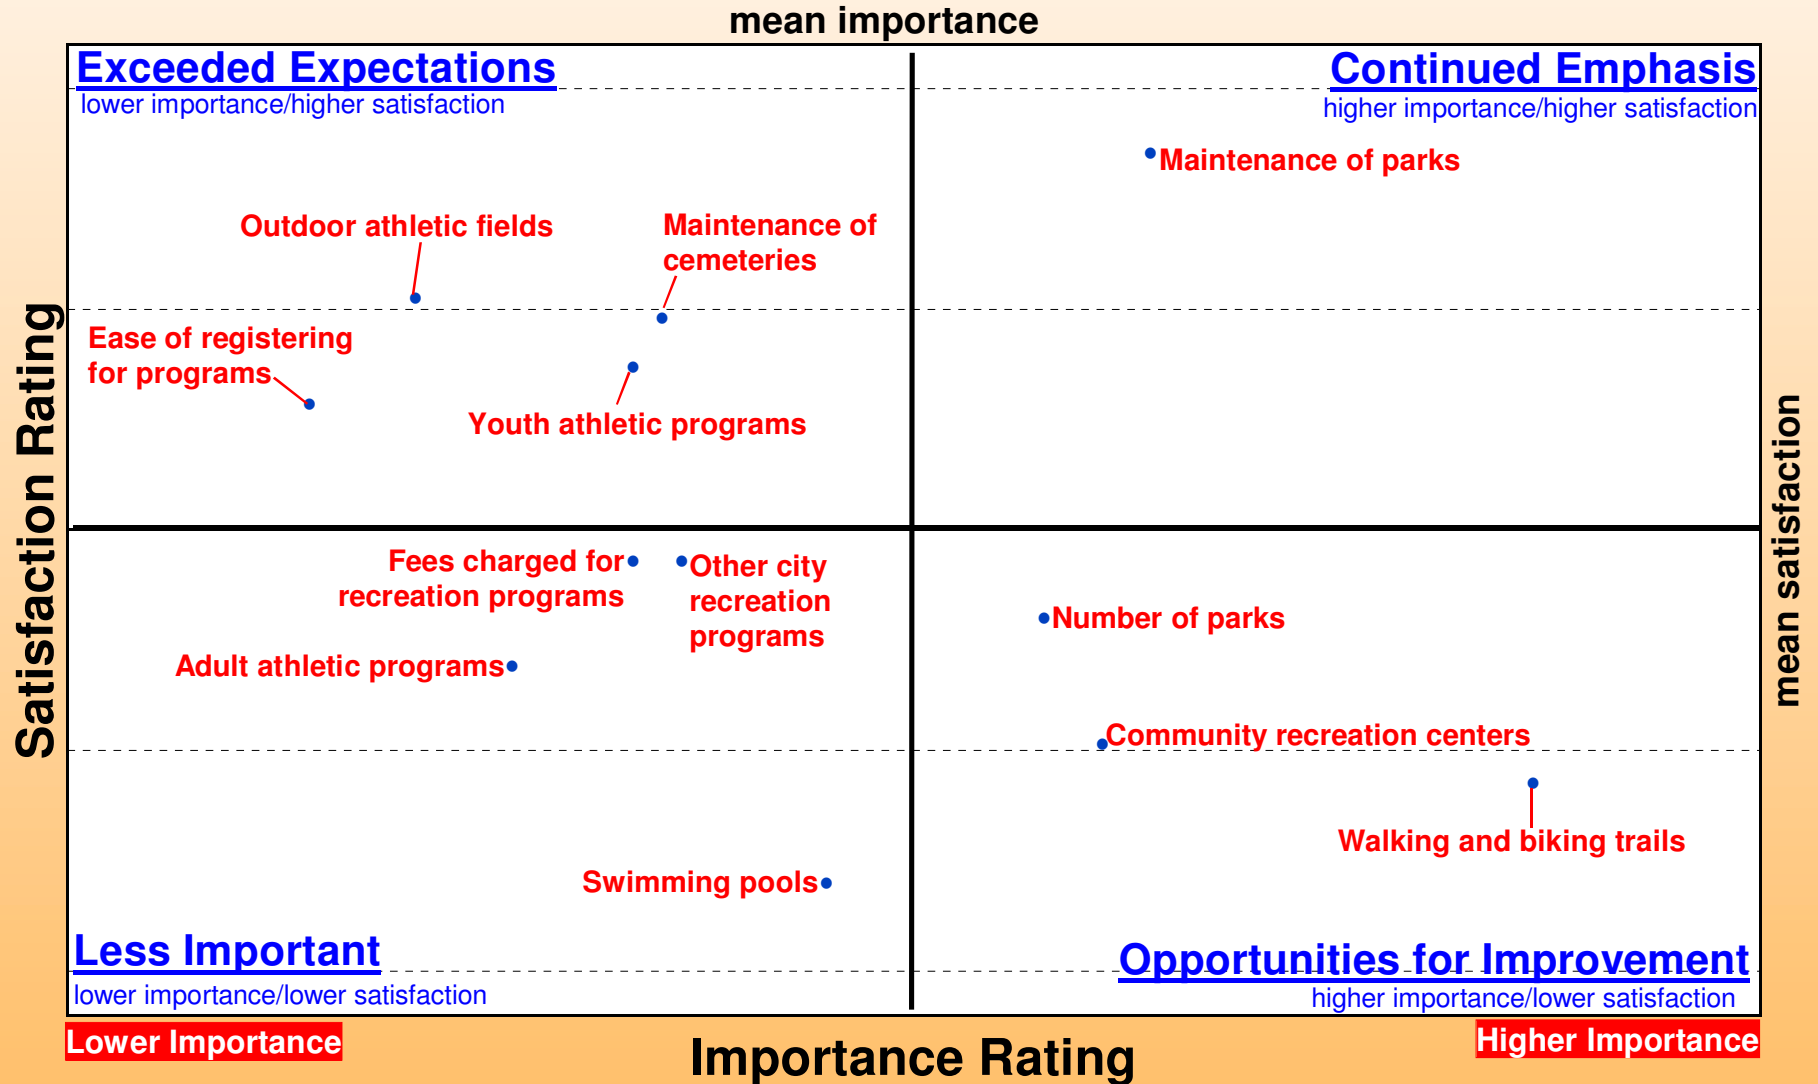 mean importance
Exceeded Expectations
lower importance/higher satisfaction
Continued Emphasis
higher importance/higher satisfaction
Maintenance of parks
Outdoor athletic fields
Maintenance of
cemeteries
Ease of registering
for programs
Youth athletic programs
Satisfaction Rating
mean satisfaction
Fees charged for
recreation programs
Other city
recreation
programs
Number of parks
Adult athletic programs
Community recreation centers
Walking and biking trails
Swimming pools
Less Important
lower importance/lower satisfaction
Opportunities for Improvement
higher importance/lower satisfaction
Lower Importance
Importance Rating
Higher Importance